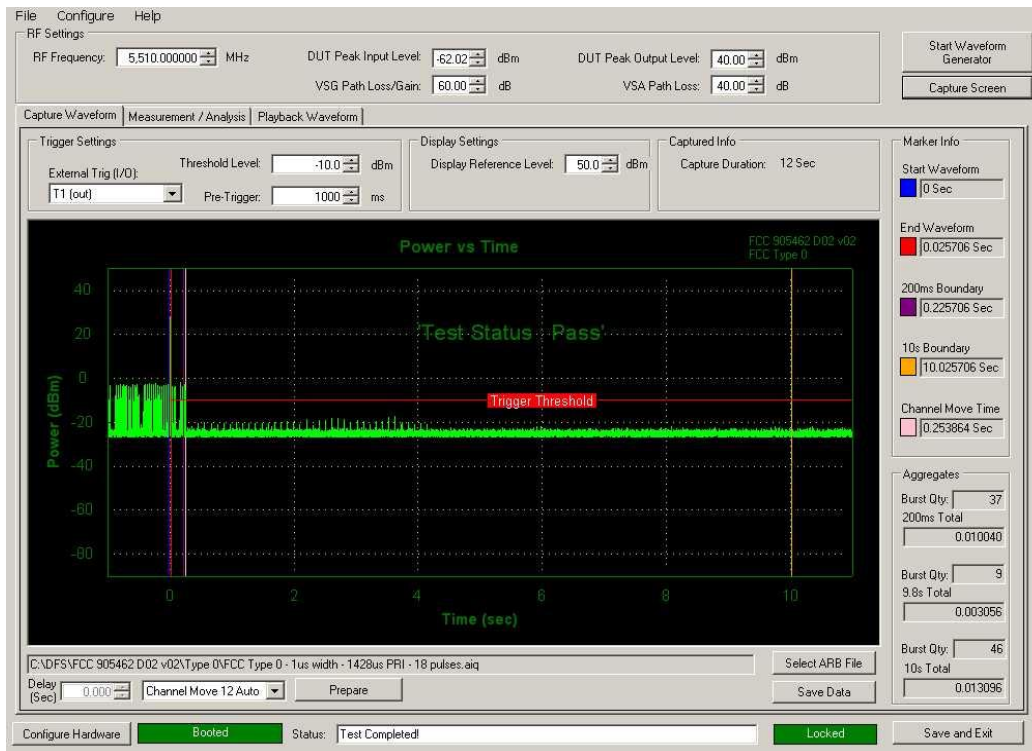 File Configure Help
RF Settings
RF Frequency: 5,510.000000 MHz
DUT Peak Input Level: -62.02 dBm
DUT Peak Output Level: 40.00 dBm
VSG Path Loss/Gain: 60.00 dB
VSA Path Loss: 40.00 dB
Start Waveform
Generator
Capture Screen
Capture Waveform Measurement / Analysis Playback Waveform
Trigger Settings
External Trig (I/O):
T1 (out)
Threshold Level: -10.0 dBm
Pre-Trigger: 1000 ms
Display Settings
Display Reference Level: 50.0 dBm
Captured Info
Capture Duration: 12 Sec
Marker Info
Start Waveform
0 Sec
End Waveform
0.025706 Sec
200ms Boundary
0.225706 Sec
10s Boundary
10.025706 Sec
Channel Move Time
0.253864 Sec
Power vs Time
FCC 905462 D02 v02
FCC Type 0
'Test Status : Pass'
Trigger Threshold
Power (dBm)
40
20
0
-20
-40
-60
-80
0 2 4 6 8 10
Time (sec)
Aggregates
Burst Qty: 37
200ms Total
0.010040
Burst Qty: 9
9.8s Total
0.003056
Burst Qty: 46
10s Total
0.013096
C:\DFS\FCC 905462 D02 v02\Type 0\FCC Type 0 - 1us width - 1428us PRI - 18 pulses.aiq
Select ARB File
Delay
(Sec) 0.000 Channel Move 12 Auto Prepare
Save Data
Configure Hardware Booted Status: Test Completed! Locked Save and Exit